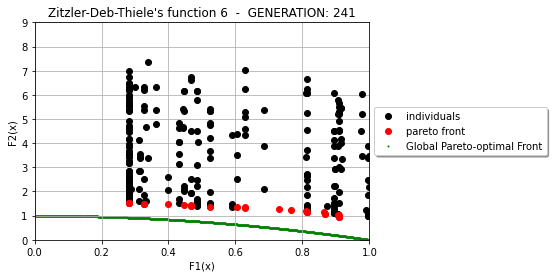 Zitzler-Deb-Thiele's function 6 - GENERATION: 241
9
8
7
6
5
4
3
2
1
0
F2(x)
0.0 0.2 0.4 0.6 0.8 1.0
F1(x)
individuals
pareto front
Global Pareto-optimal Front